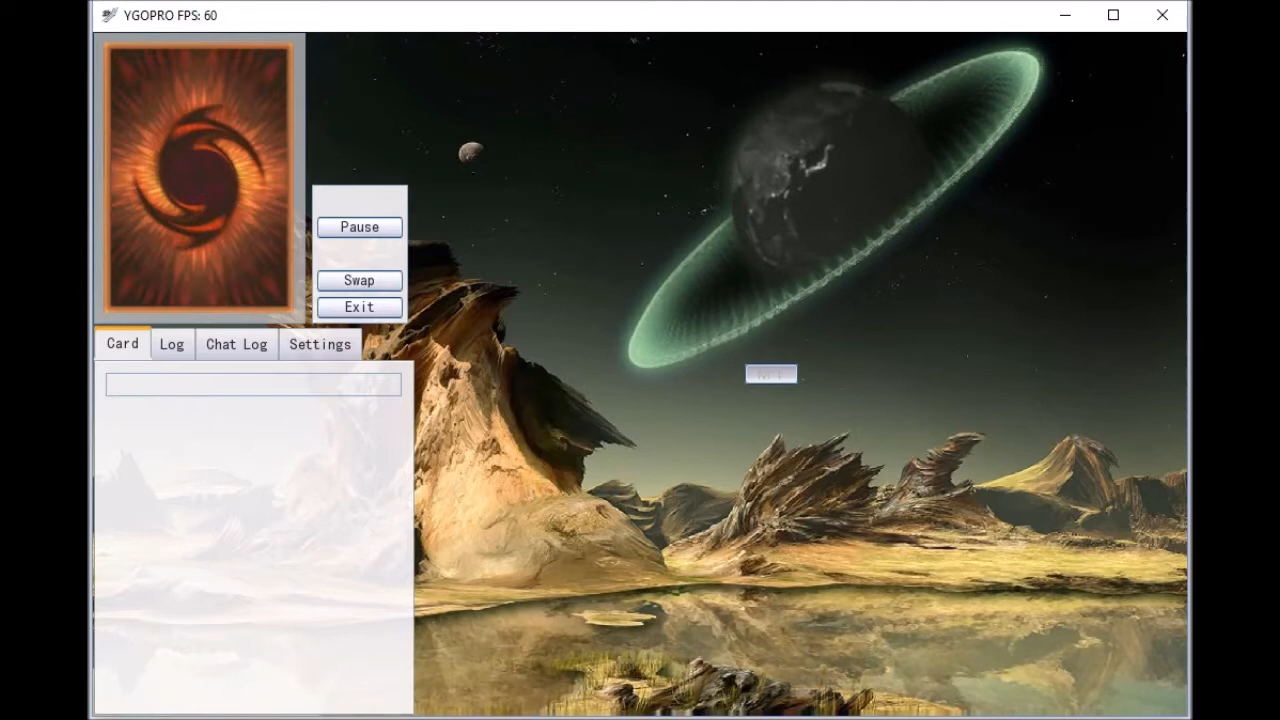 YGOPRO FPS: 60
Pause
Swap
Exit
Card
Log
Chat Log
Settings